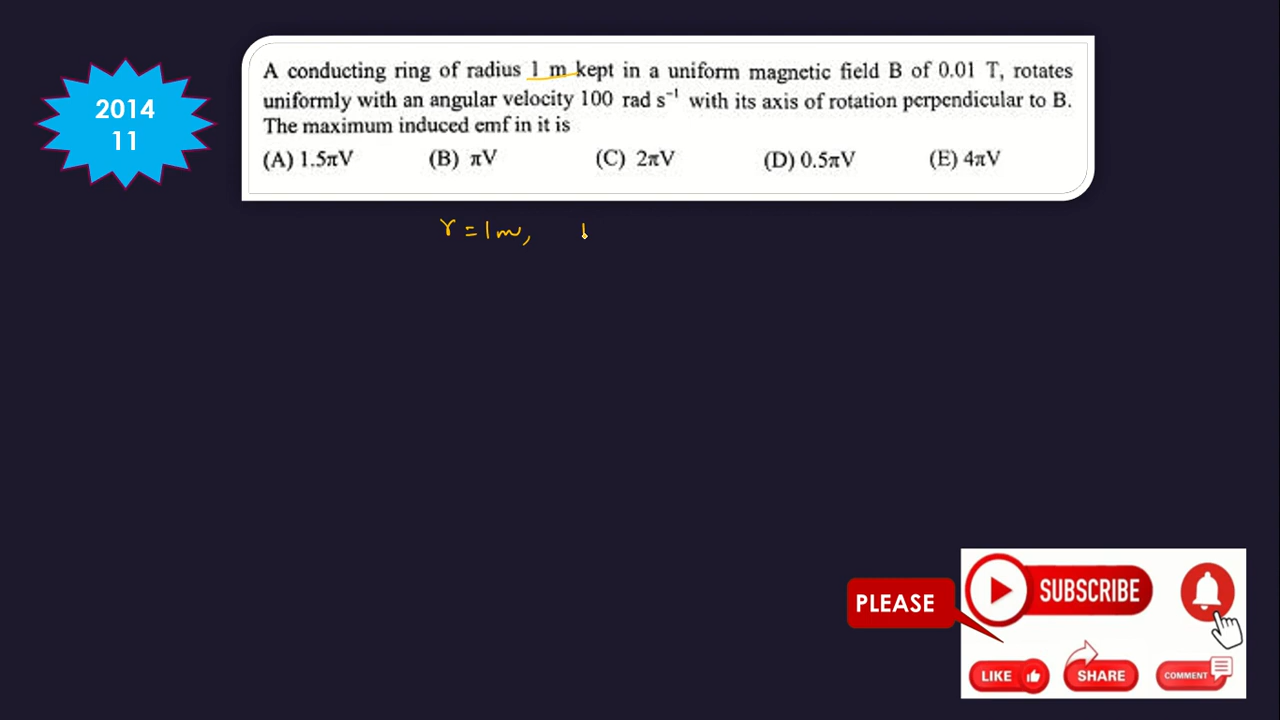 2014
11
A conducting ring of radius 1 m kept in a uniform magnetic field B of 0.01 T, rotates
uniformly with an angular velocity 100 rad s⁻¹ with its axis of rotation perpendicular to B.
The maximum induced emf in it is
(A) 1.5πV (B) πV (C) 2πV (D) 0.5πV (E) 4πV
r = 1m,
PLEASE
SUBSCRIBE
LIKE SHARE COMMENT